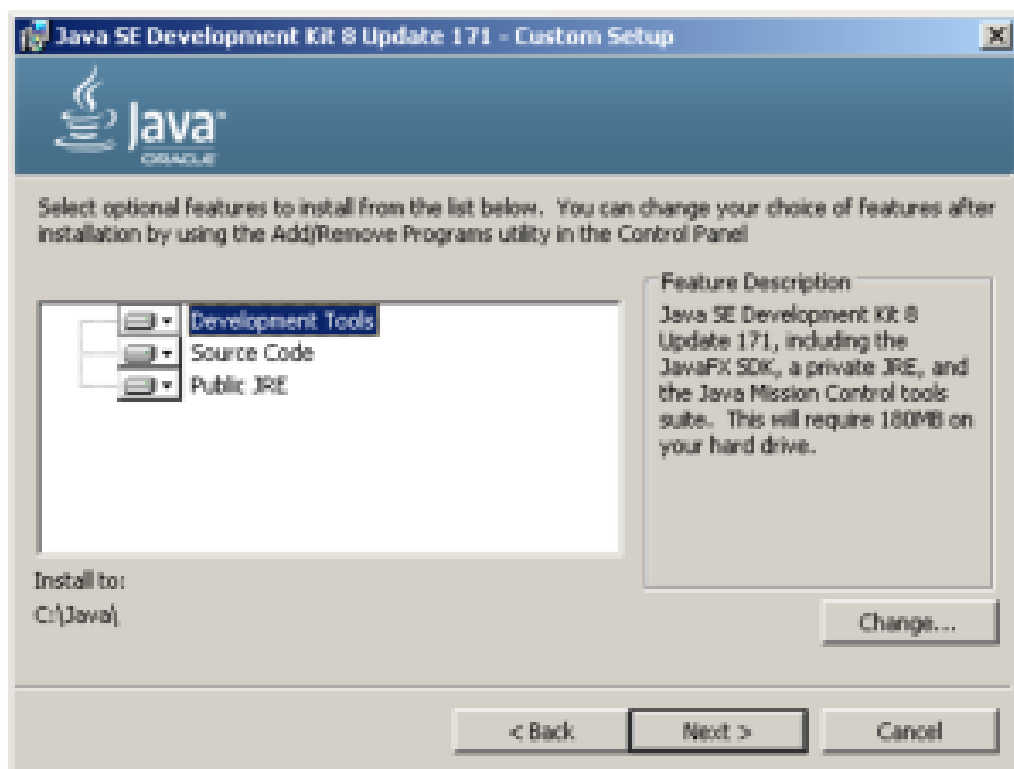 Java SE Development Kit 8 Update 171 - Custom Setup
Java™
ORACLE
Select optional features to install from the list below. You can change your choice of features after
installation by using the Add/Remove Programs utility in the Control Panel
Development Tools
Source Code
Public JRE
Feature Description
Java SE Development Kit 8
Update 171, including the
JavaFX SDK, a private JRE, and
the Java Mission Control tools
suite. This will require 180MB on
your hard drive.
Install to:
C:\Java\
Change...
< Back
Next >
Cancel